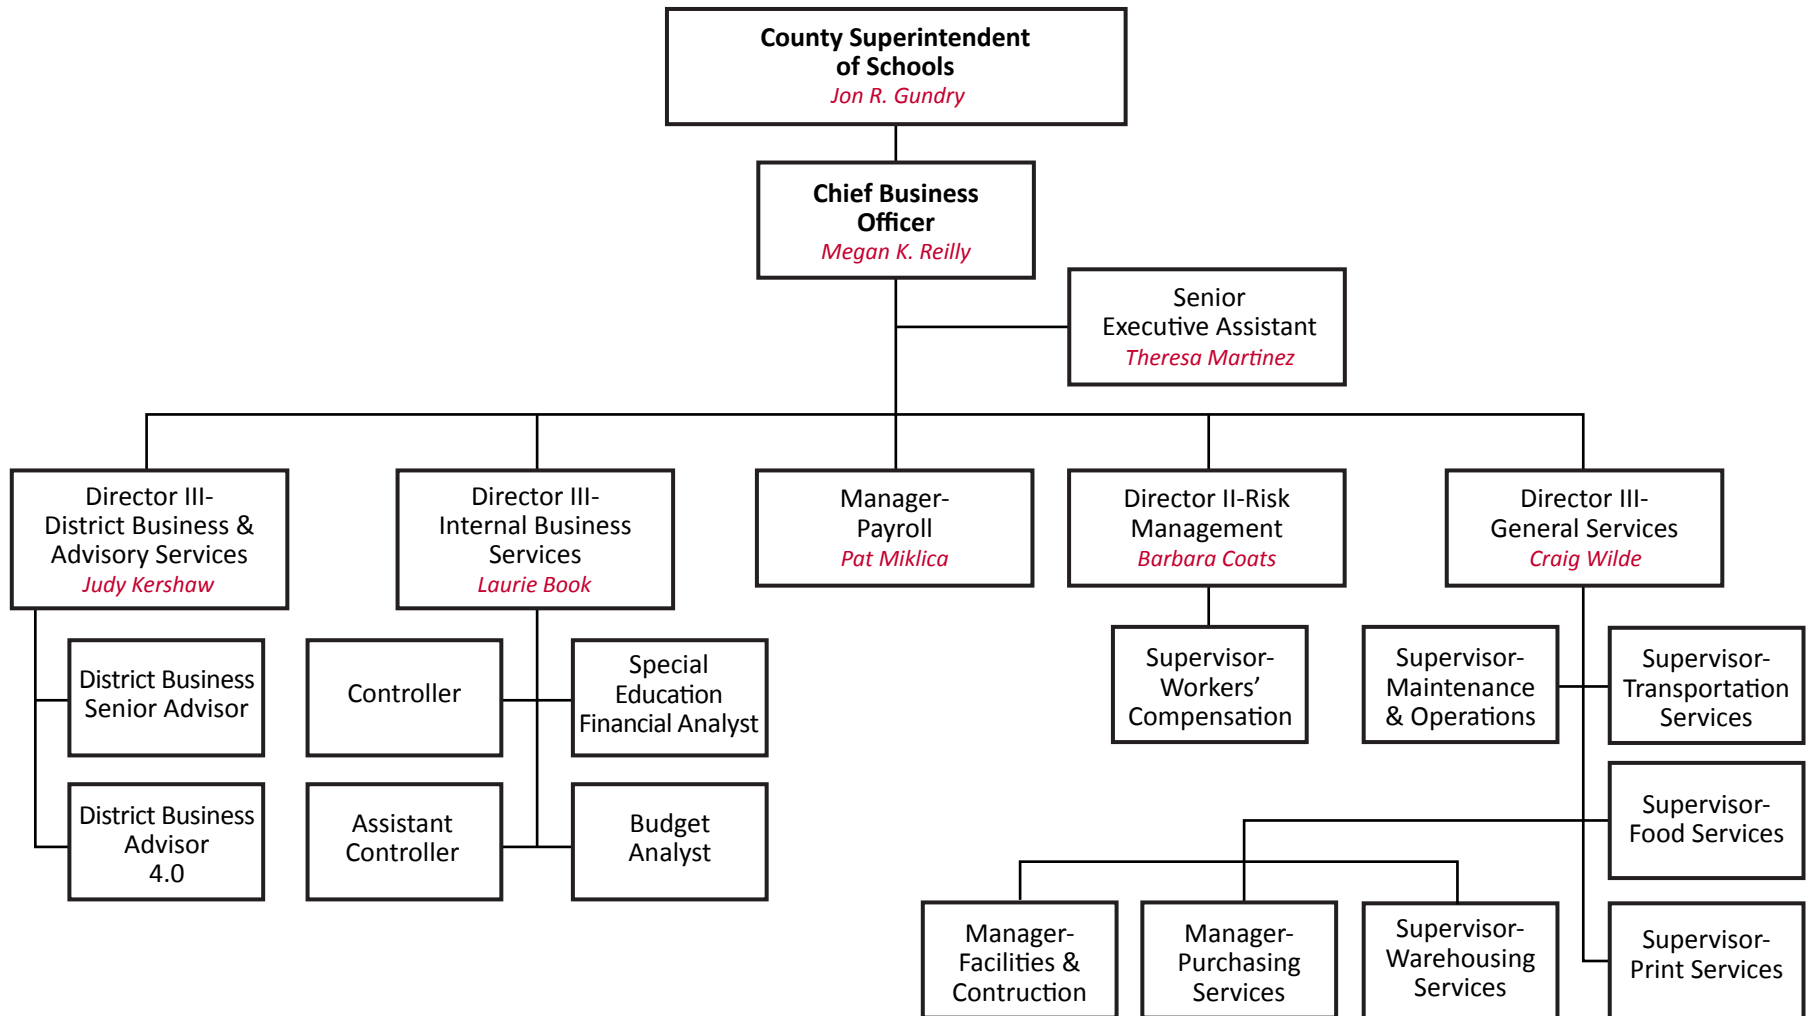 County Superintendent
of Schools
Jon R. Gundry
Chief Business
Officer
Megan K. Reilly
Senior
Executive Assistant
Theresa Martinez
Director III-
District Business &
Advisory Services
Judy Kershaw
Director III-
Internal Business
Services
Laurie Book
Manager-
Payroll
Pat Miklica
Director II-Risk
Management
Barbara Coats
Director III-
General Services
Craig Wilde
District Business
Senior Advisor
Controller
Special
Education
Financial Analyst
Supervisor-
Workers’
Compensation
Supervisor-
Maintenance
& Operations
Supervisor-
Transportation
Services
District Business
Advisor
4.0
Assistant
Controller
Budget
Analyst
Supervisor-
Food Services
Manager-
Facilities &
Contruction
Manager-
Purchasing
Services
Supervisor-
Warehousing
Services
Supervisor-
Print Services